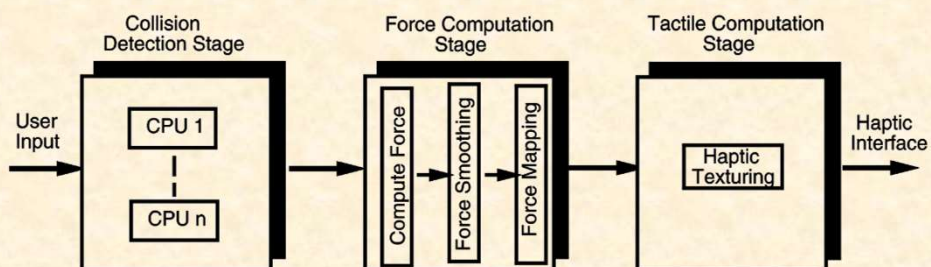 Collision
Detection Stage
Force Computation
Stage
Tactile Computation
Stage
User
Input
CPU 1
CPU n
Compute Force
Force Smoothing
Force Mapping
Haptic
Texturing
Haptic
Interface